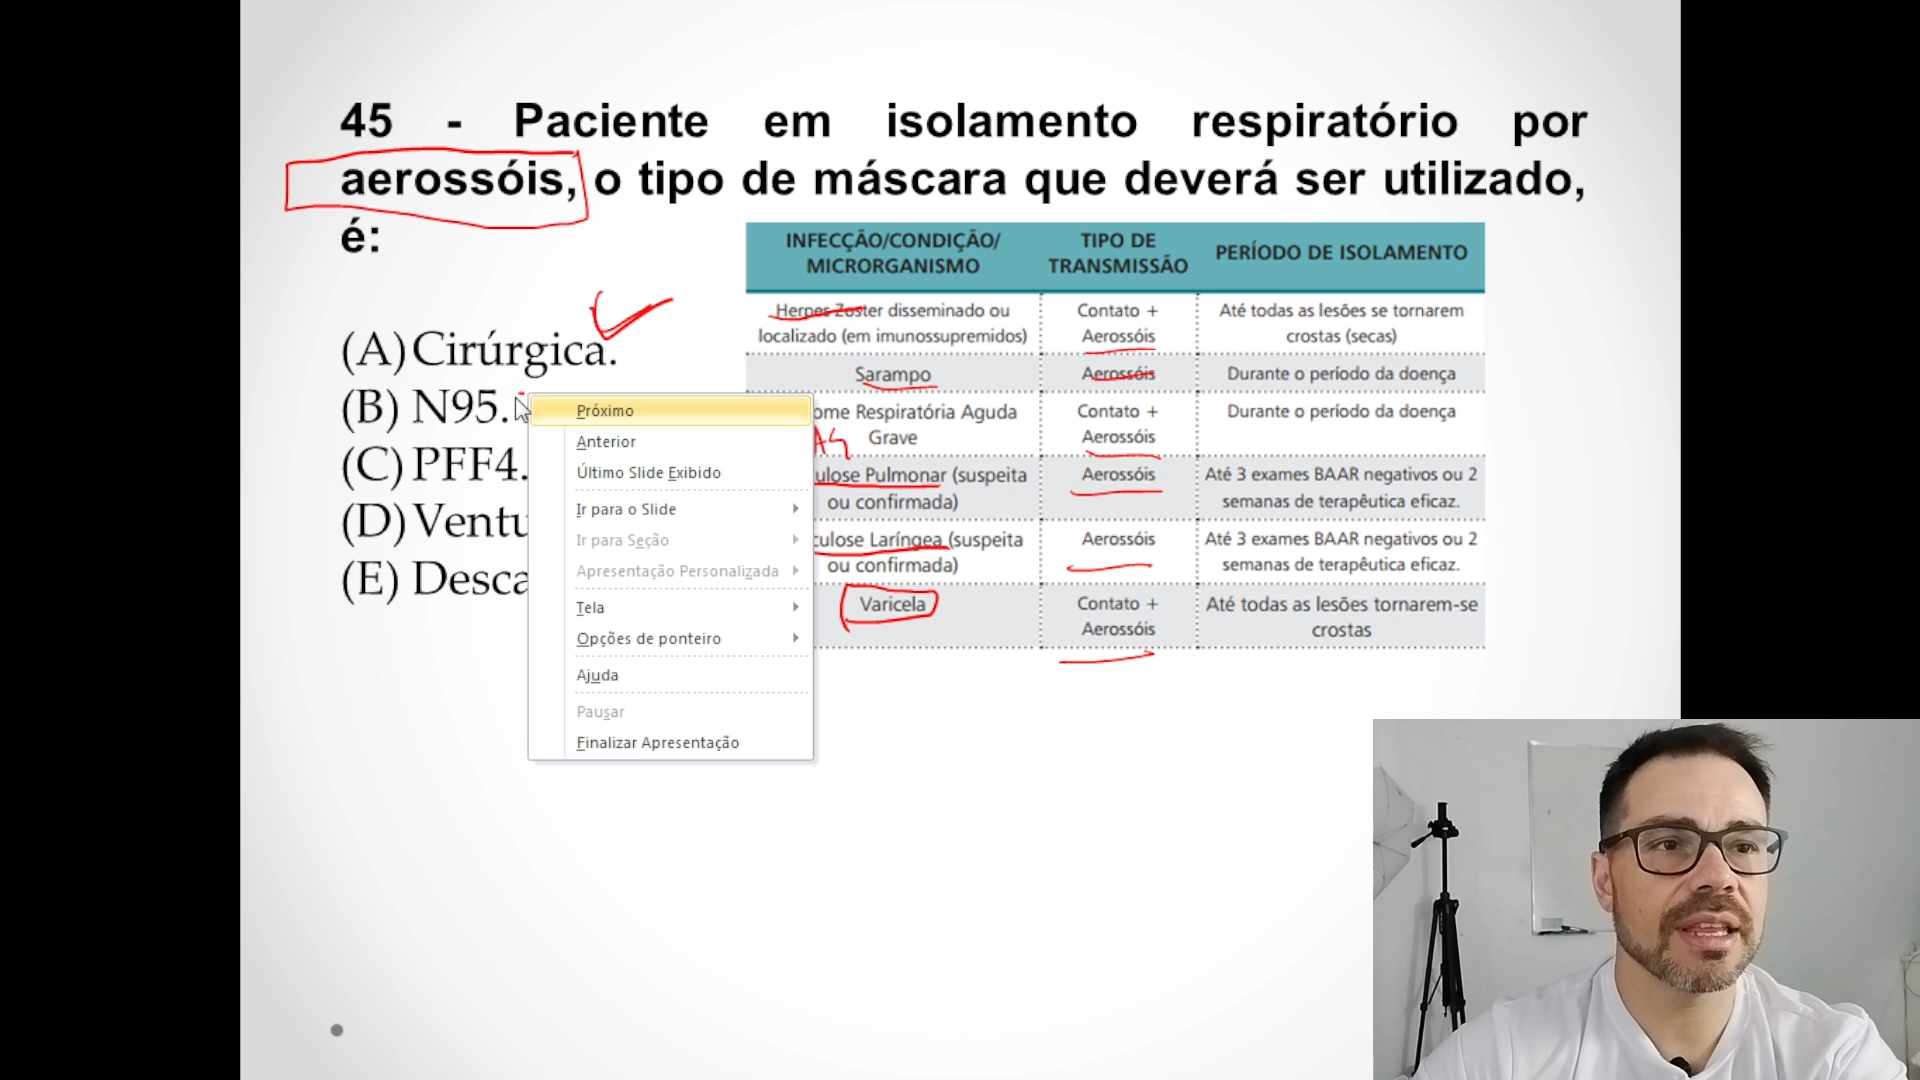 45 - Paciente em isolamento respiratório por
aerossóis, o tipo de máscara que deverá ser utilizado,
é:
(A) Cirúrgica.
(B) N95.
(C) PFF4.
(D) Ventu
(E) Desca
Próximo
Anterior
Último Slide Exibido
Ir para o Slide
Ir para Seção
Apresentação Personalizada
Tela
Opções de ponteiro
Ajuda
Pausar
Finalizar Apresentação
INFECÇÃO/CONDIÇÃO/
MICRORGANISMO
TIPO DE
TRANSMISSÃO
PERÍODO DE ISOLAMENTO
Herpes Zoster disseminado ou
localizado (em imunossupremidos)
Contato +
Aerossóis
Até todas as lesões se tornarem
crostas (secas)
Sarampo
Aerossóis
Durante o período da doença
ome Respiratória Aguda
Grave
Contato +
Aerossóis
Durante o período da doença
ulose Pulmonar (suspeita
ou confirmada)
Aerossóis
Até 3 exames BAAR negativos ou 2
semanas de terapêutica eficaz.
culose Laríngea (suspeita
ou confirmada)
Aerossóis
Até 3 exames BAAR negativos ou 2
semanas de terapêutica eficaz.
Varicela
Contato +
Aerossóis
Até todas as lesões tornarem-se
crostas